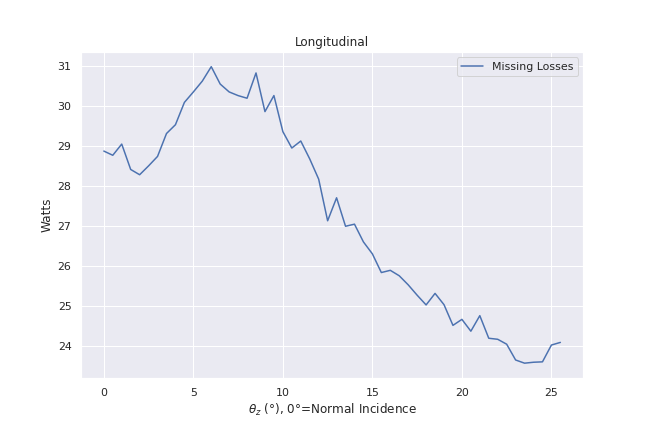 Longitudinal
Missing Losses
31
30
29
28
27
26
25
24
Watts
0 5 10 15 20 25
θz (°), 0°=Normal Incidence